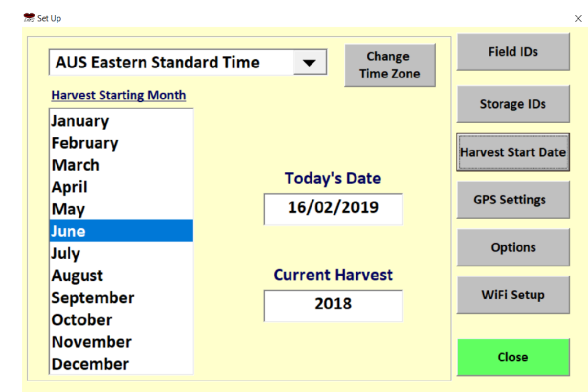 Set Up
AUS Eastern Standard Time
Change
Time Zone
Harvest Starting Month
January
February
March
April
May
June
July
August
September
October
November
December
Today's Date
16/02/2019
Current Harvest
2018
Field IDs
Storage IDs
Harvest Start Date
GPS Settings
Options
WiFi Setup
Close